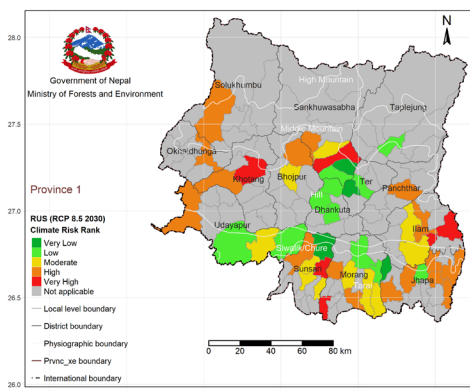 28.0
N
Solukhumbu
High Mountain
Government of Nepal
Ministry of Forests and Environment
Sankhuwasabha
Taplejung
27.5
Middle Mountain
Okhaldhunga
Khotang
Bhojpur
Ter
Panchthar
Province 1
Hill
Dhankuta
27.0
RUS (RCP 8.5 2030)
Climate Risk Rank
Udayapur
Ilam
Very Low
Low
Siwalik/Chure
Moderate
High
Sunsari
Morang
Jhapa
Very High
Tarai
26.5
Not applicable
Local level boundary
District boundary
Physiographic boundary
Prvnc_xe boundary
International boundary
0 20 40 60 80 km
26.0